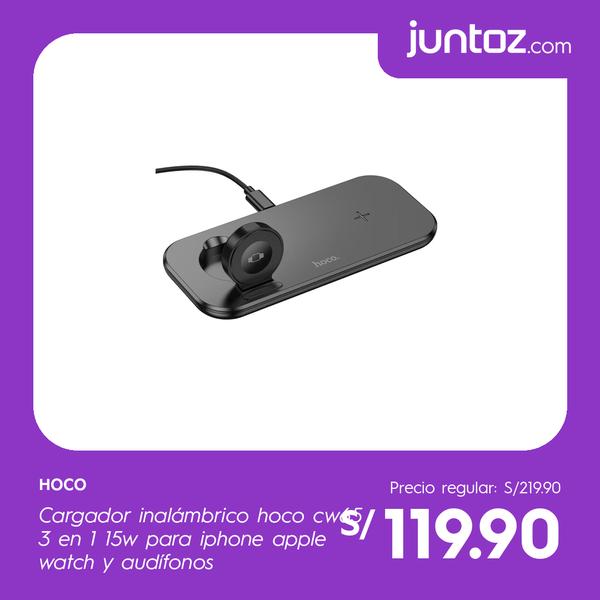 juntoz.com
hoco.
HOCO
Cargador inalámbrico hoco cw65
3 en 1 15w para iphone apple
watch y audífonos
Precio regular: S/219.90
S/119.90